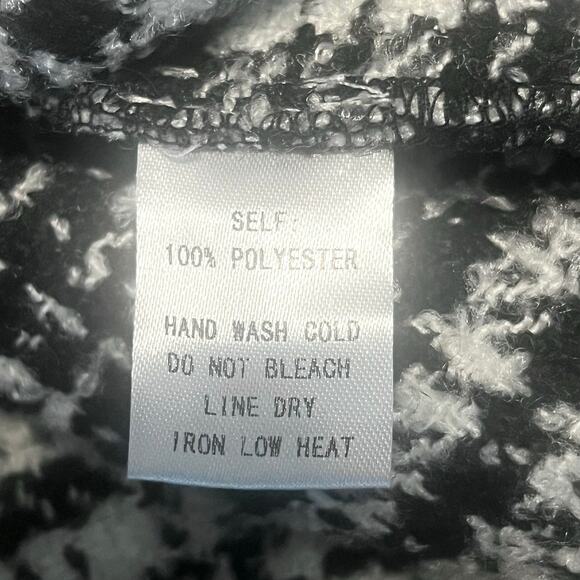 SELF:
100% POLYESTER
HAND WASH COLD
DO NOT BLEACH
LINE DRY
IRON LOW HEAT